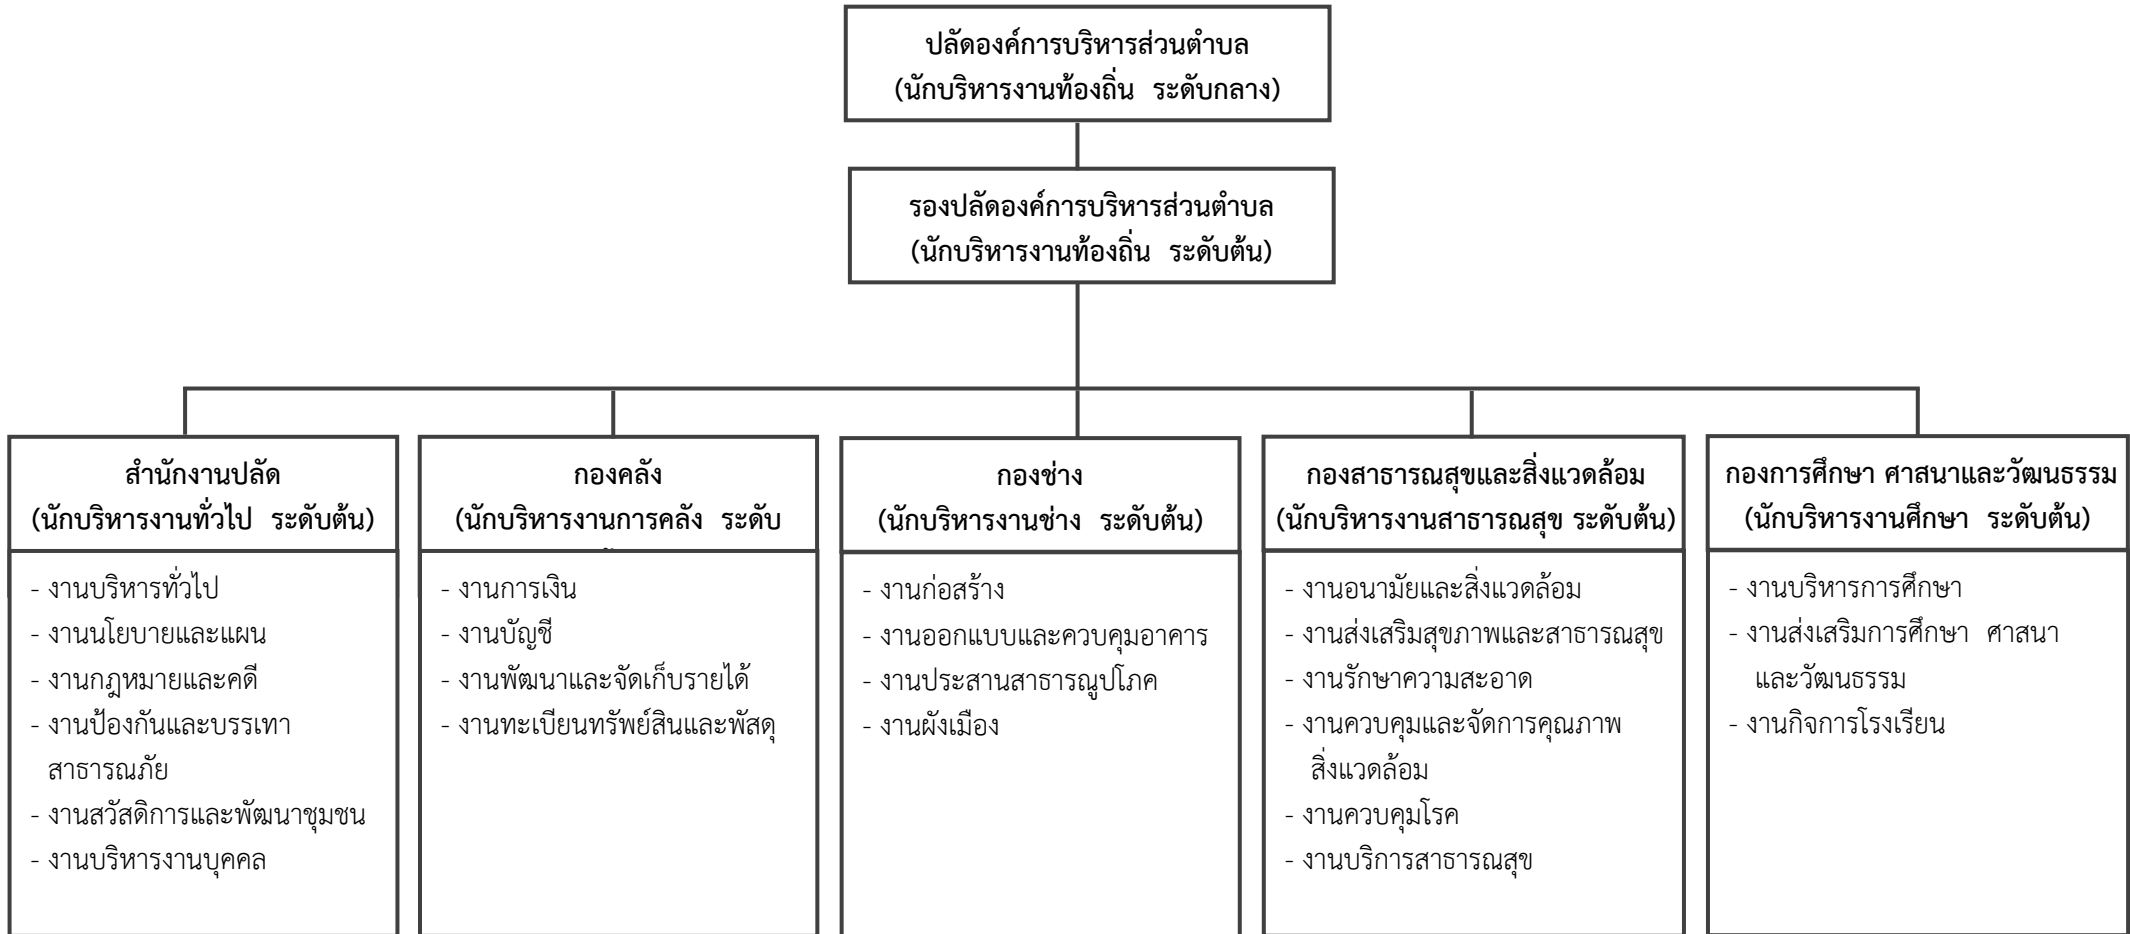 ปลัดองค์การบริหารส่วนตำบล
(นักบริหารงานท้องถิ่น ระดับกลาง)
รองปลัดองค์การบริหารส่วนตำบล
(นักบริหารงานท้องถิ่น ระดับต้น)
สำนักงานปลัด
(นักบริหารงานทั่วไป ระดับต้น)
- งานบริหารทั่วไป
- งานนโยบายและแผน
- งานกฎหมายและคดี
- งานป้องกันและบรรเทา
สาธารณภัย
- งานสวัสดิการและพัฒนาชุมชน
- งานบริหารงานบุคคล
กองคลัง
(นักบริหารงานการคลัง ระดับ
- งานการเงิน
- งานบัญชี
- งานพัฒนาและจัดเก็บรายได้
- งานทะเบียนทรัพย์สินและพัสดุ
กองช่าง
(นักบริหารงานช่าง ระดับต้น)
- งานก่อสร้าง
- งานออกแบบและควบคุมอาคาร
- งานประสานสาธารณูปโภค
- งานผังเมือง
กองสาธารณสุขและสิ่งแวดล้อม
(นักบริหารงานสาธารณสุข ระดับต้น)
- งานอนามัยและสิ่งแวดล้อม
- งานส่งเสริมสุขภาพและสาธารณสุข
- งานรักษาความสะอาด
- งานควบคุมและจัดการคุณภาพ
สิ่งแวดล้อม
- งานควบคุมโรค
- งานบริการสาธารณสุข
กองการศึกษา ศาสนาและวัฒนธรรม
(นักบริหารงานศึกษา ระดับต้น)
- งานบริหารการศึกษา
- งานส่งเสริมการศึกษา ศาสนา
และวัฒนธรรม
- งานกิจการโรงเรียน